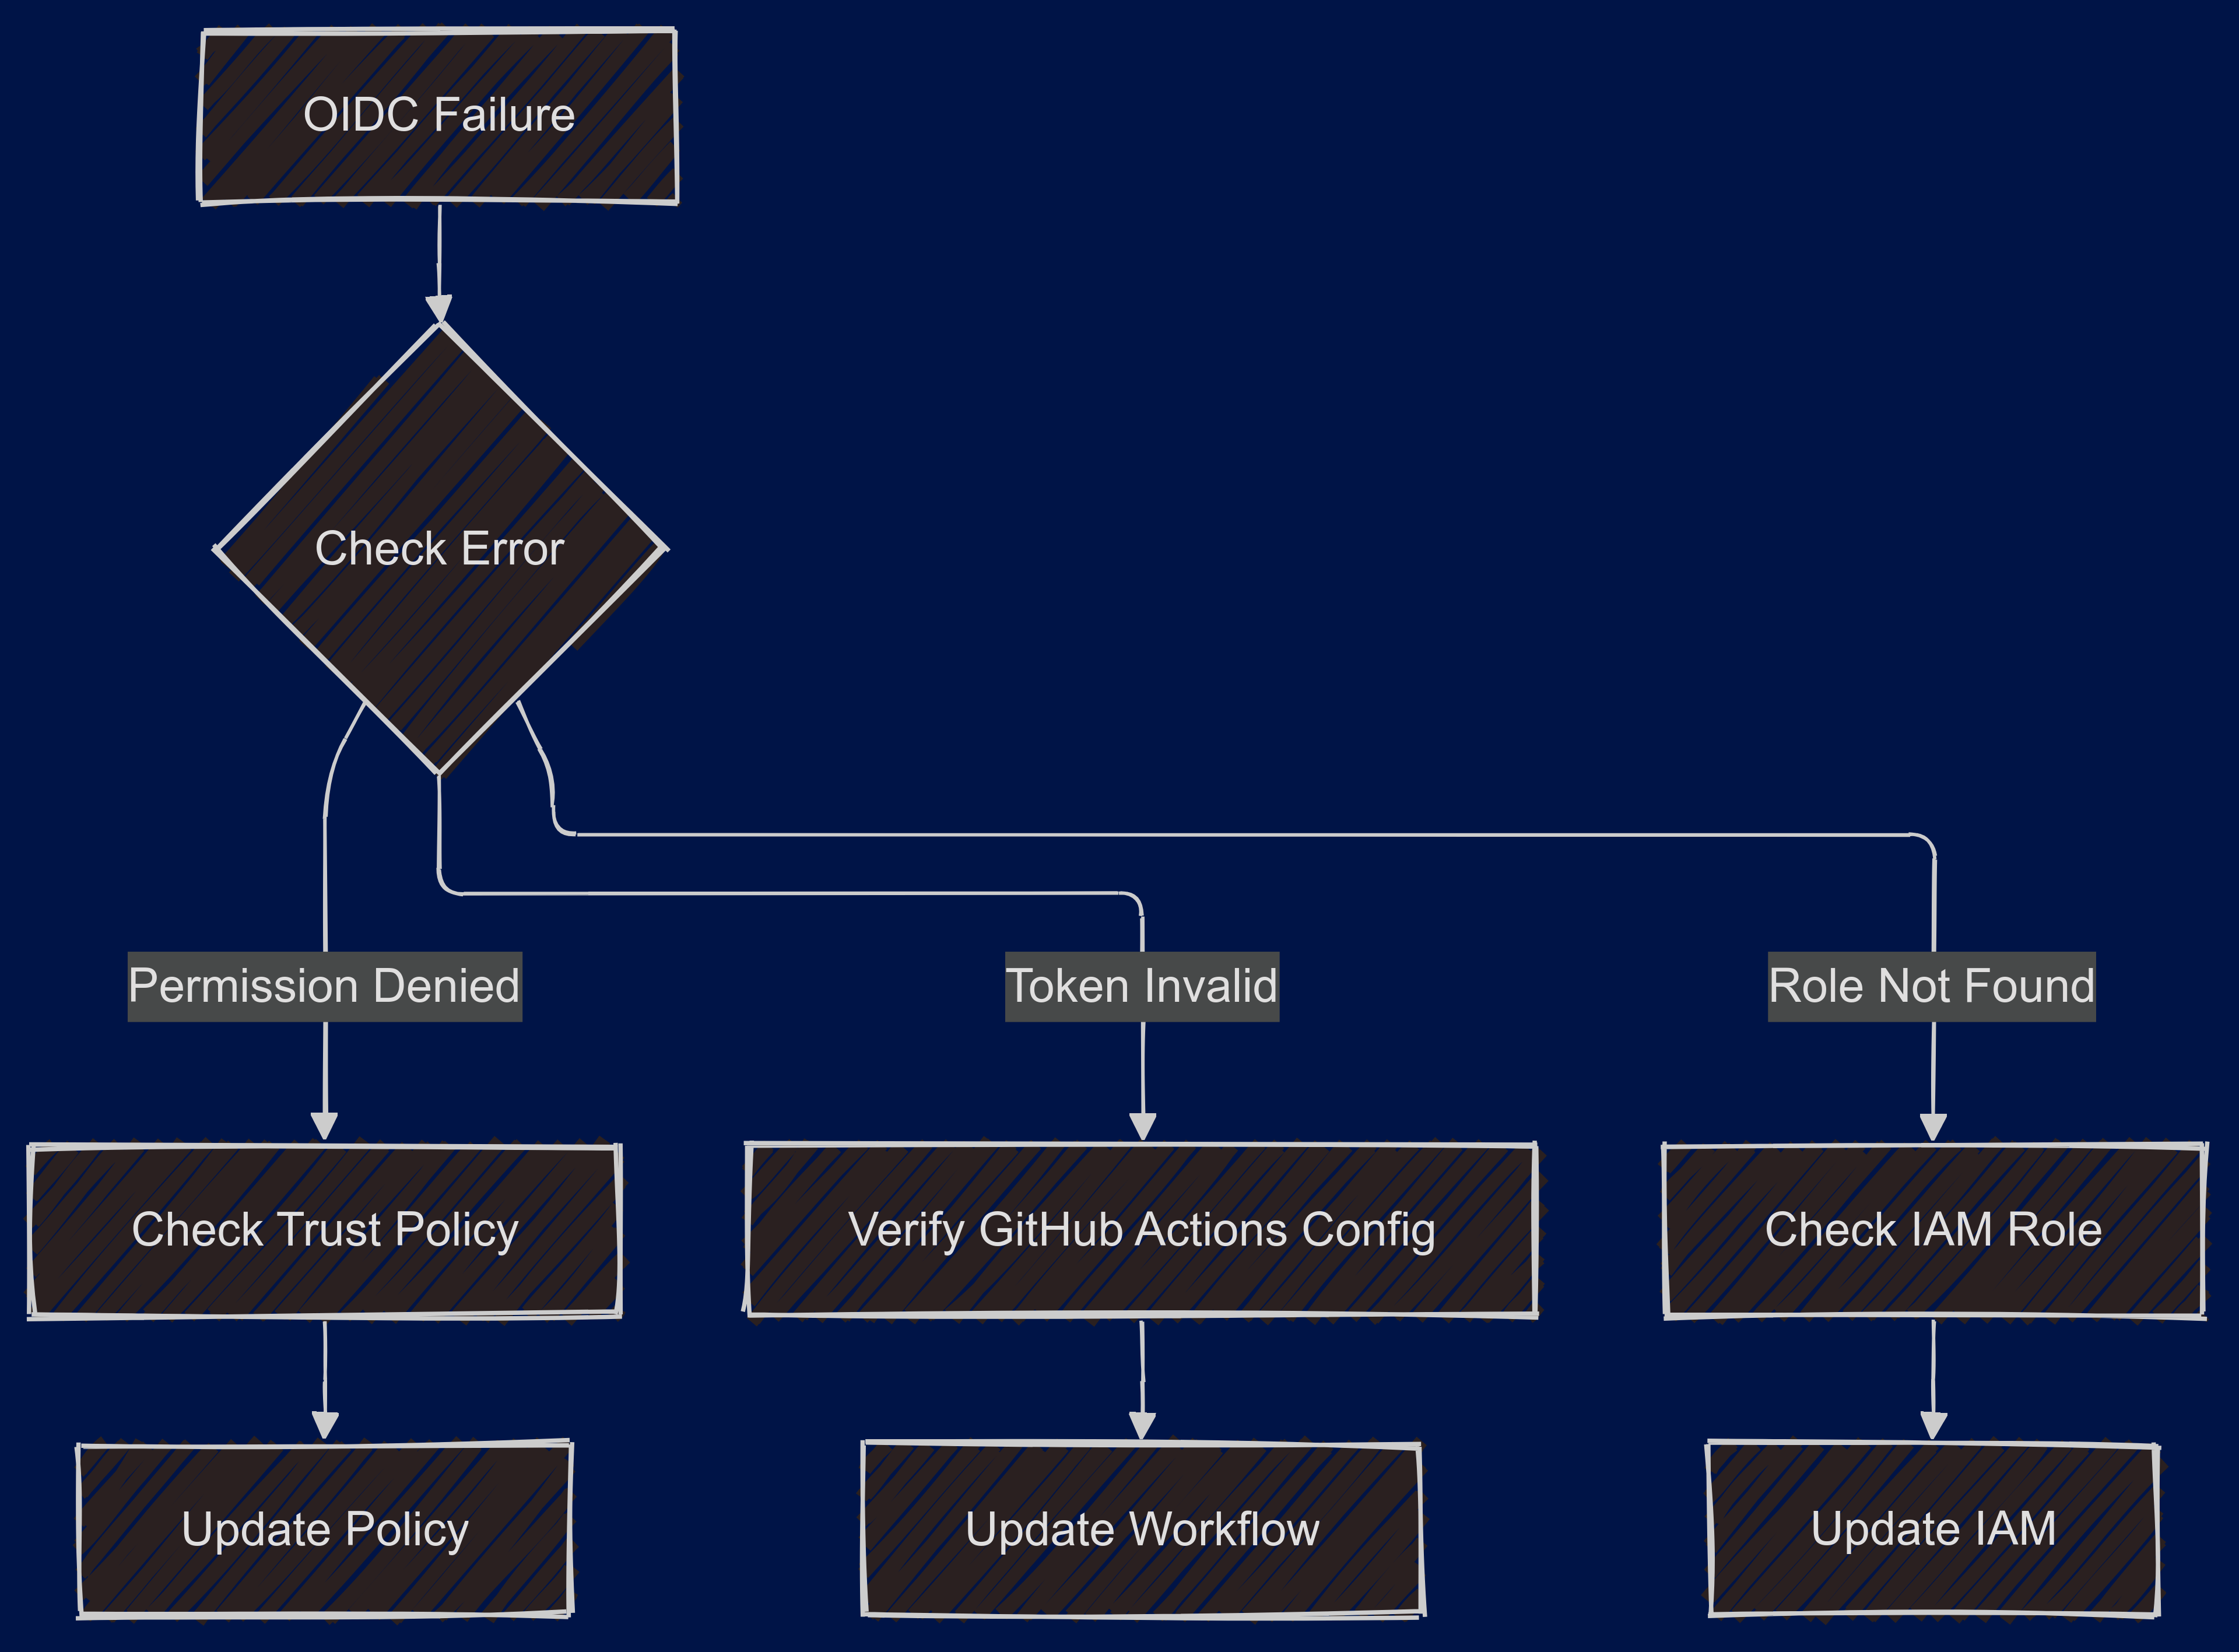 OIDC Failure
Check Error
Permission Denied
Token Invalid
Role Not Found
Check Trust Policy
Verify GitHub Actions Config
Check IAM Role
Update Policy
Update Workflow
Update IAM